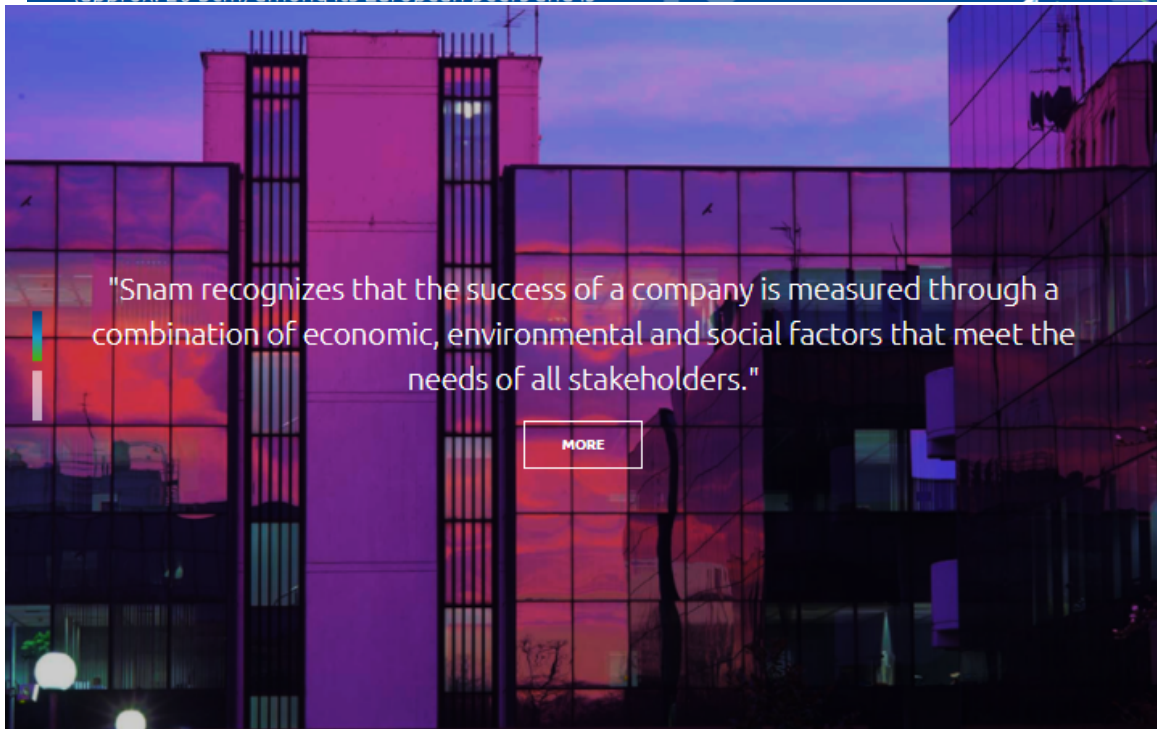 "Snam recognizes that the success of a company is measured through a
combination of economic, environmental and social factors that meet the
needs of all stakeholders."
MORE